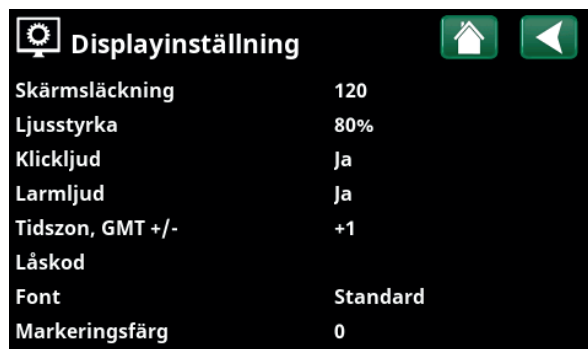 Displayinställning
Skärmsläckning 120
Ljusstyrka 80%
Klickljud Ja
Larmljud Ja
Tidszon, GMT +/- +1
Låskod
Font Standard
Markeringsfärg 0